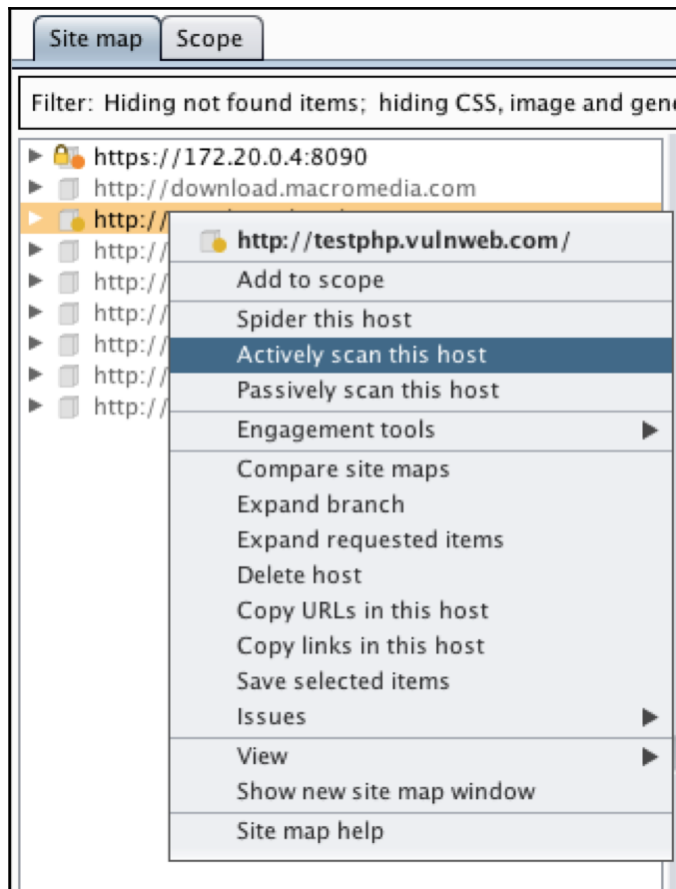 Site map
Scope
Filter: Hiding not found items; hiding CSS, image and gen
https://172.20.0.4:8090
http://download.macromedia.com
http://
http://
http://
http://
http://
http://
http://
http://testphp.vulnweb.com/
Add to scope
Spider this host
Actively scan this host
Passively scan this host
Engagement tools
Compare site maps
Expand branch
Expand requested items
Delete host
Copy URLs in this host
Copy links in this host
Save selected items
Issues
View
Show new site map window
Site map help